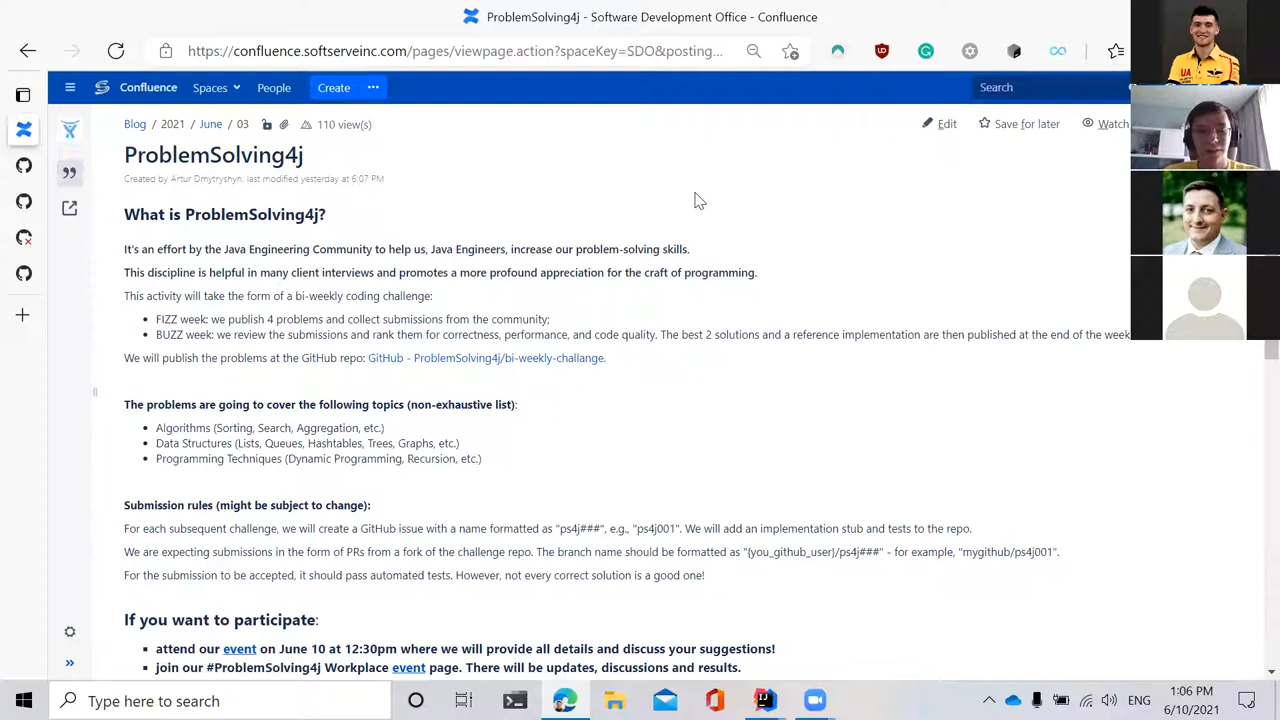 ProblemSolving4j - Software Development Office - Confluence
https://confluence.softserveinc.com/pages/viewpage.action?spaceKey=SDO&posting...
Confluence Spaces People Create ··· Search
Blog / 2021 / June / 03 110 view(s) Edit Save for later Watch
ProblemSolving4j
Created by Artur Dmytryshyn, last modified yesterday at 6:07 PM
What is ProblemSolving4j?
It's an effort by the Java Engineering Community to help us, Java Engineers, increase our problem-solving skills.
This discipline is helpful in many client interviews and promotes a more profound appreciation for the craft of programming.
This activity will take the form of a bi-weekly coding challenge:
• FIZZ week: we publish 4 problems and collect submissions from the community;
• BUZZ week: we review the submissions and rank them for correctness, performance, and code quality. The best 2 solutions and a reference implementation are then published at the end of the week
We will publish the problems at the GitHub repo: GitHub - ProblemSolving4j/bi-weekly-challange.
The problems are going to cover the following topics (non-exhaustive list):
• Algorithms (Sorting, Search, Aggregation, etc.)
• Data Structures (Lists, Queues, Hashtables, Trees, Graphs, etc.)
• Programming Techniques (Dynamic Programming, Recursion, etc.)
Submission rules (might be subject to change):
For each subsequent challenge, we will create a GitHub issue with a name formatted as "ps4j###", e.g., "ps4j001". We will add an implementation stub and tests to the repo.
We are expecting submissions in the form of PRs from a fork of the challenge repo. The branch name should be formatted as "{you_github_user}/ps4j###" - for example, "mygithub/ps4j001".
For the submission to be accepted, it should pass automated tests. However, not every correct solution is a good one!
If you want to participate:
▪ attend our event on June 10 at 12:30pm where we will provide all details and discuss your suggestions!
▪ join our #ProblemSolving4j Workplace event page. There will be updates, discussions and results.
Type here to search
ENG
1:06 PM
6/10/2021